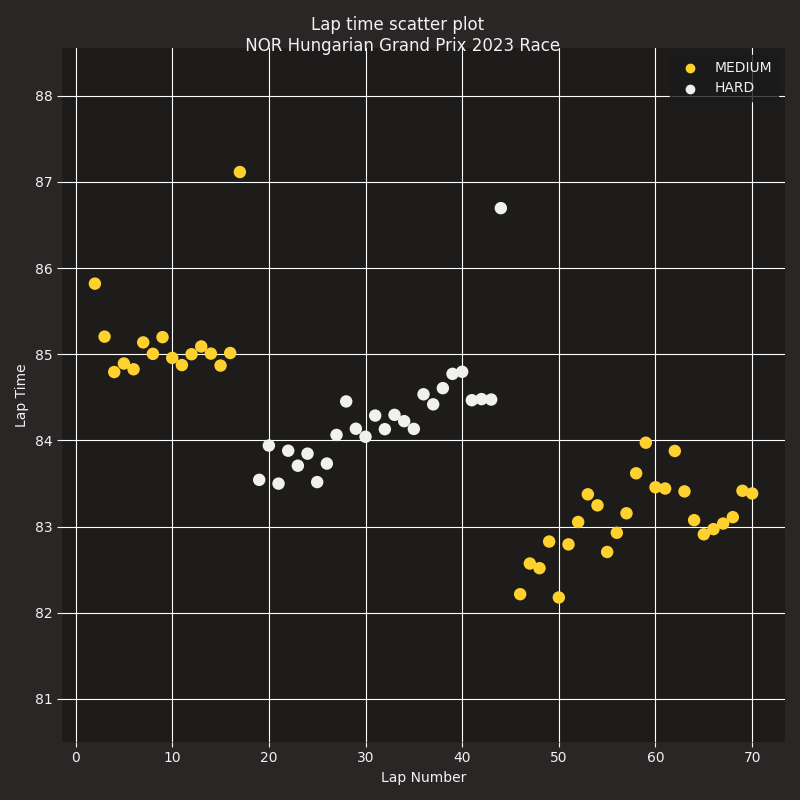 Lap time scatter plot
NOR Hungarian Grand Prix 2023 Race
MEDIUM
HARD
88
87
86
85
84
83
82
81
Lap Time
0 10 20 30 40 50 60 70
Lap Number